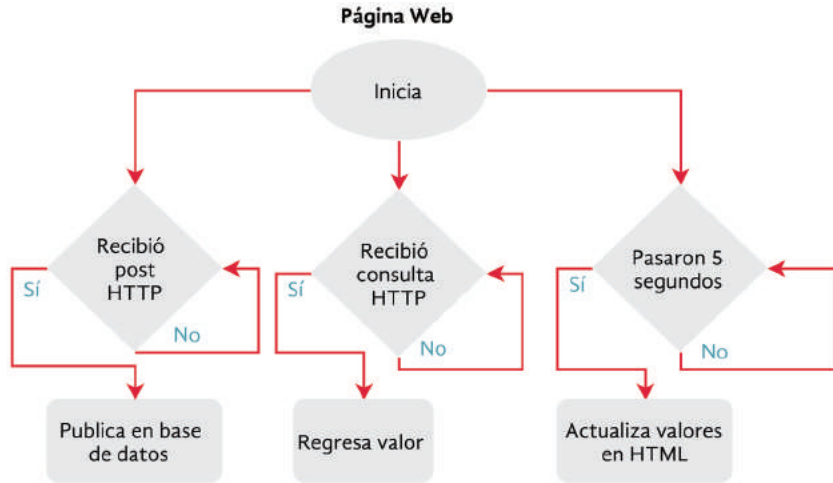 Página Web
Inicia
Recibió
post
HTTP
Sí
No
Publica en base
de datos
Recibió
consulta
HTTP
Sí
No
Regresa valor
Pasaron 5
segundos
Sí
No
Actualiza valores
en HTML